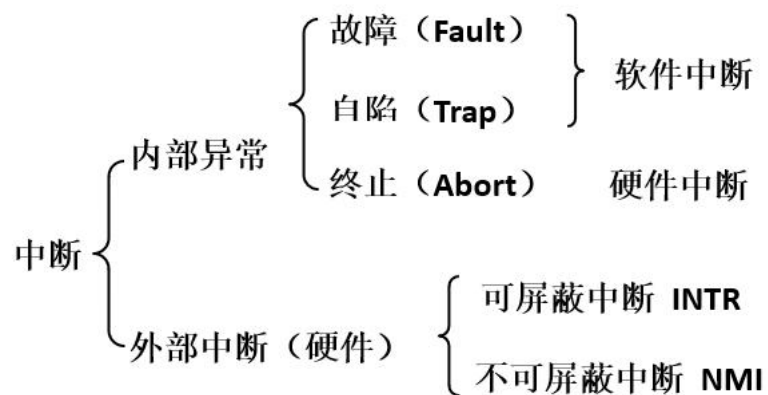 故障（Fault）
软件中断
自陷（Trap）
内部异常
终止（Abort） 硬件中断
中断
可屏蔽中断 INTR
外部中断（硬件）
不可屏蔽中断 NMI